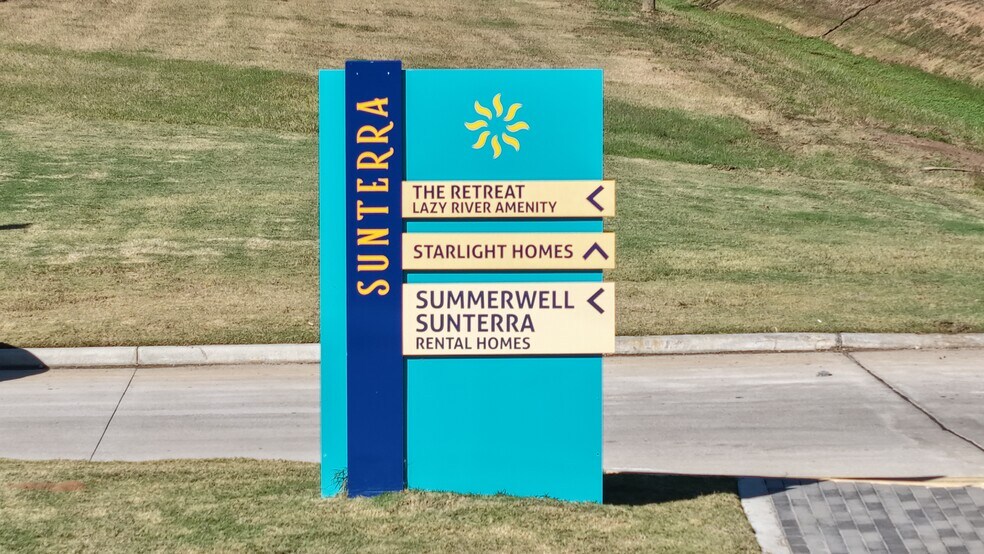 SUNTERRA
THE RETREAT
LAZY RIVER AMENITY
STARLIGHT HOMES
SUMMERWELL
SUNTERRA
RENTAL HOMES